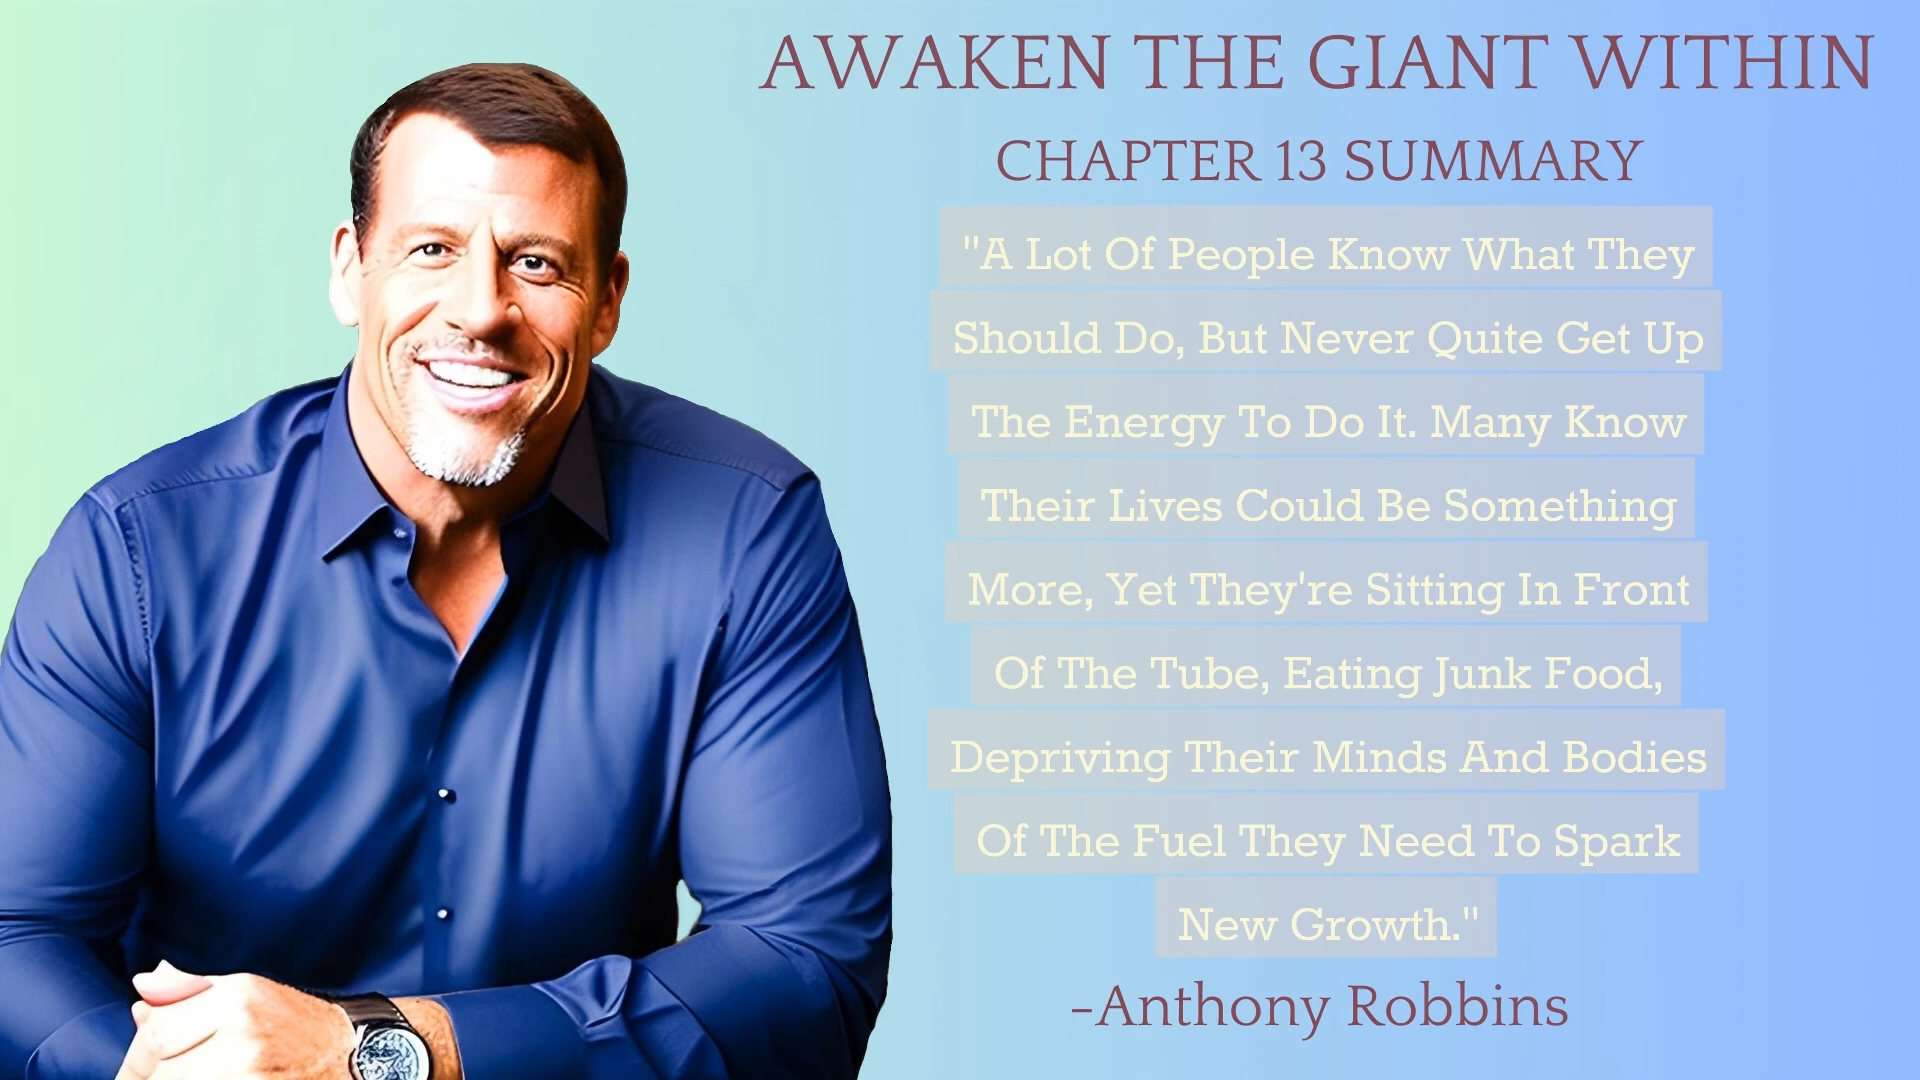 AWAKEN THE GIANT WITHIN
CHAPTER 13 SUMMARY
"A Lot Of People Know What They
Should Do, But Never Quite Get Up
The Energy To Do It. Many Know
Their Lives Could Be Something
More, Yet They're Sitting In Front
Of The Tube, Eating Junk Food,
Depriving Their Minds And Bodies
Of The Fuel They Need To Spark
New Growth."
-Anthony Robbins